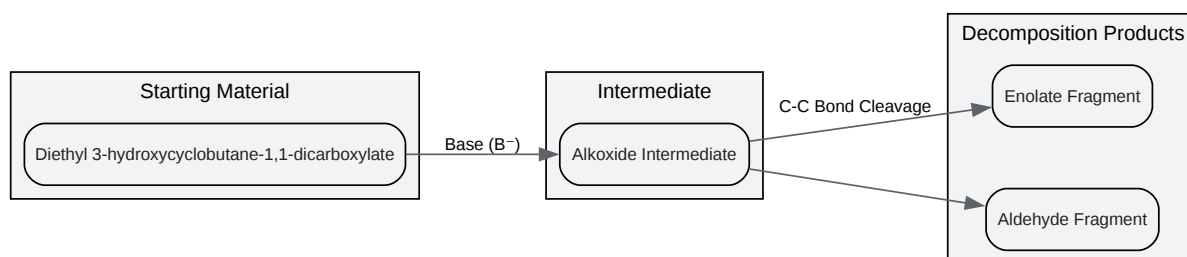 Decomposition Products
Starting Material
Intermediate
C-C Bond Cleavage
Enolate Fragment
Diethyl 3-hydroxycyclobutane-1,1-dicarboxylate
Base (B⁻)
Alkoxide Intermediate
Aldehyde Fragment